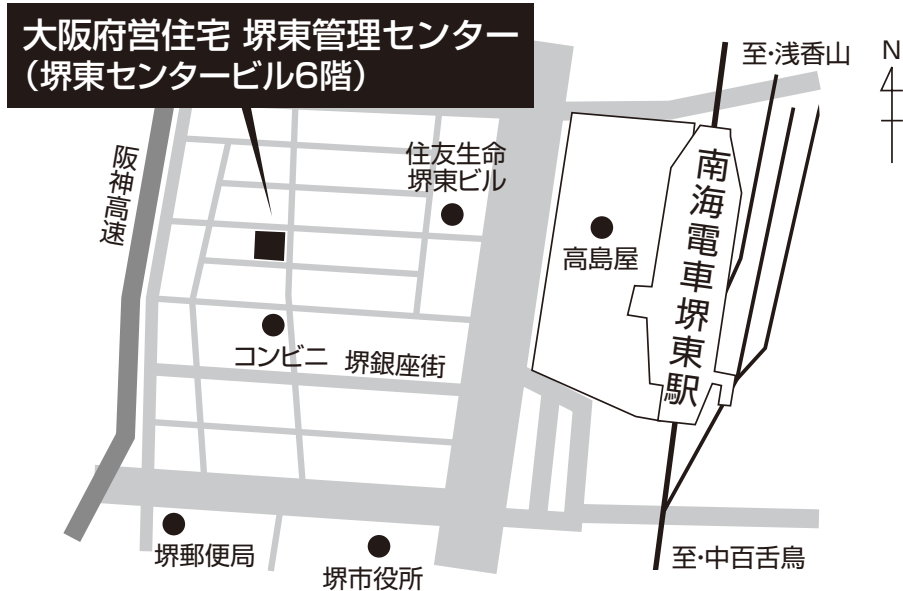 大阪府営住宅 堺東管理センター
（堺東センタービル6階）
至・浅香山
N
阪神高速
住友生命
堺東ビル
高島屋
南海電車堺東駅
コンビニ
堺銀座街
堺郵便局
堺市役所
至・中百舌鳥